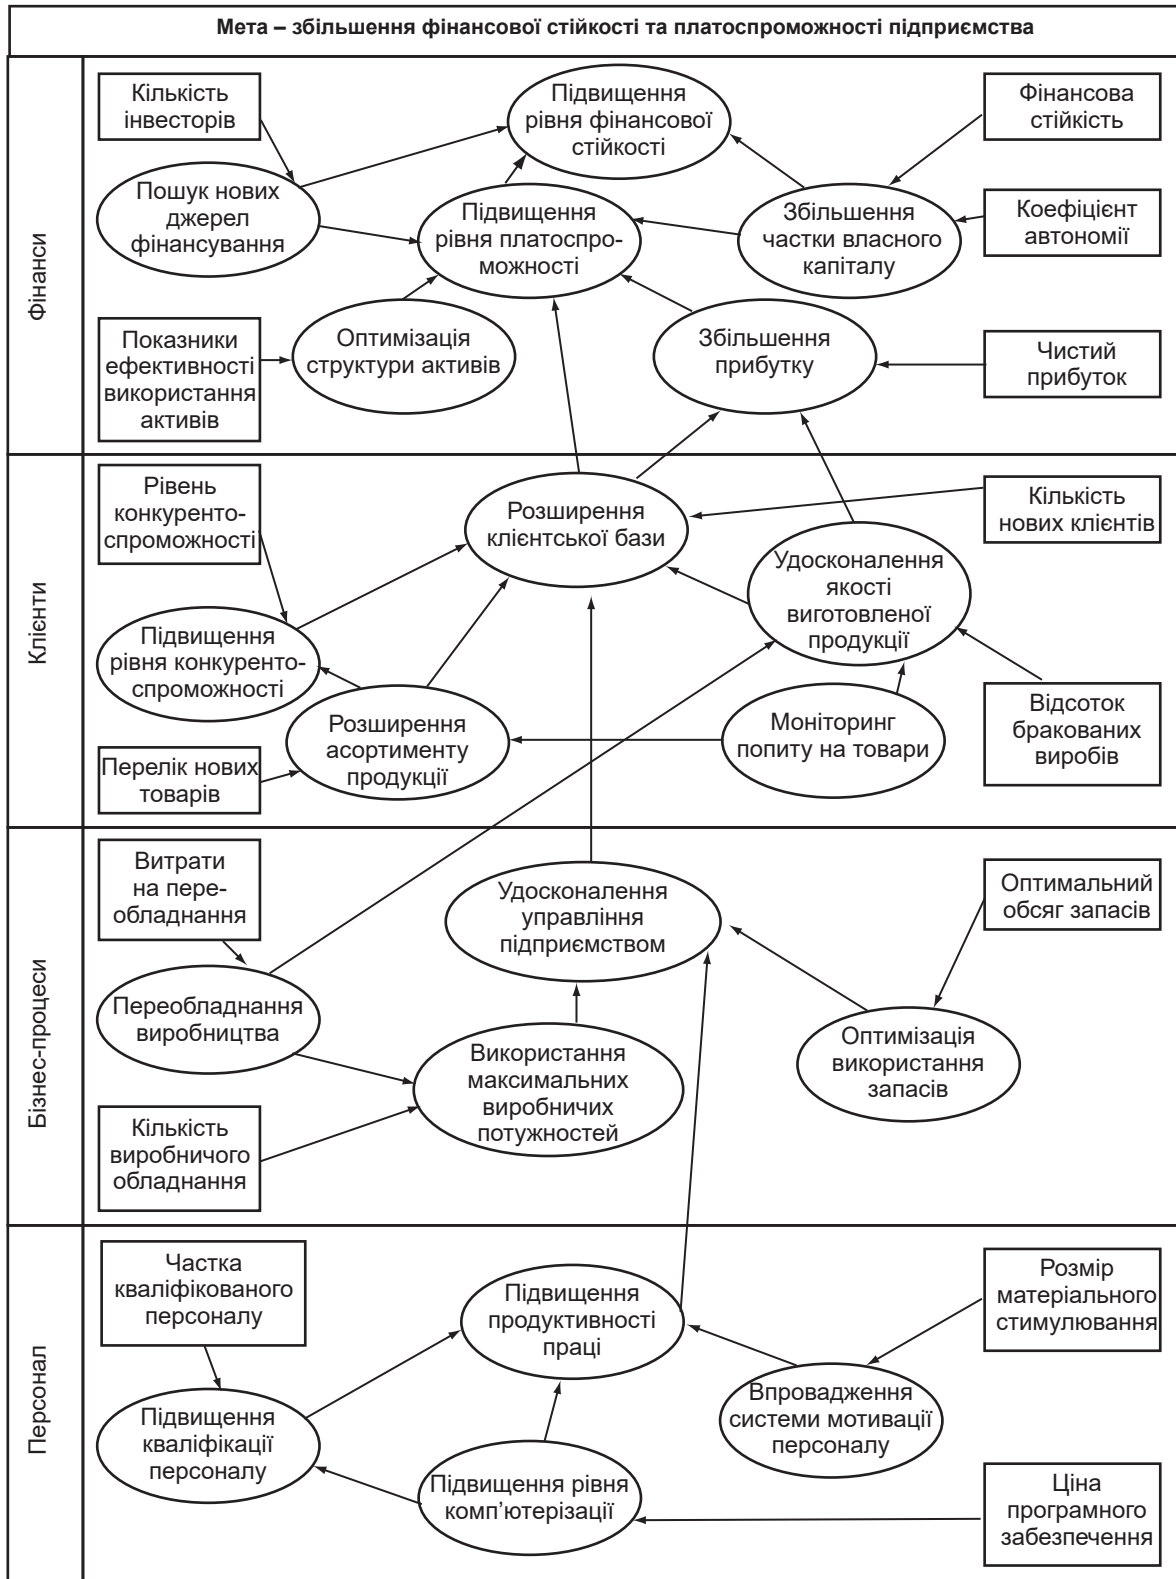 Мета – збільшення фінансової стійкості та платоспроможності підприємства
Фінанси
Кількість
інвесторів
Підвищення
рівня фінансової
стійкості
Фінансова
стійкість
Пошук нових
джерел
фінансування
Підвищення
рівня платоспро-
можності
Збільшення
частки власного
капіталу
Коефіцієнт
автономії
Показники
ефективності
використання
активів
Оптимізація
структури активів
Збільшення
прибутку
Чистий
прибуток
Клієнти
Рівень
конкуренто-
спроможності
Розширення
клієнтської бази
Кількість
нових клієнтів
Удосконалення
якості
виготовленої
продукції
Підвищення
рівня конкуренто-
спроможності
Розширення
асортименту
продукції
Моніторинг
попиту на товари
Відсоток
бракованих
виробів
Перелік нових
товарів
Бізнес-процеси
Витрати
на пере-
обладнання
Удосконалення
управління
підприємством
Оптимальний
обсяг запасів
Переобладнання
виробництва
Використання
максимальних
виробничих
потужностей
Оптимізація
використання
запасів
Кількість
виробничого
обладнання
Персонал
Частка
кваліфікованого
персоналу
Підвищення
продуктивності
праці
Розмір
матеріального
стимулювання
Підвищення
кваліфікації
персоналу
Впровадження
системи мотивації
персоналу
Підвищення рівня
комп’ютерізації
Ціна
програмного
забезпечення